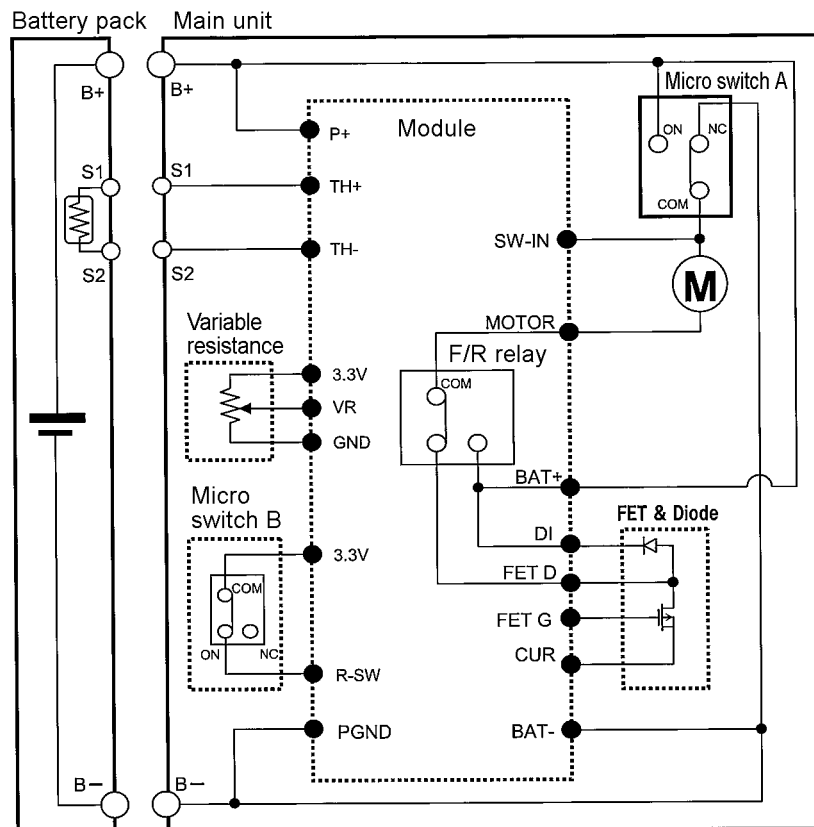 Battery pack
Main unit
B+
B+
Micro switch A
ON
NC
COM
Module
P+
S1
S1
TH+
S2
S2
TH-
SW-IN
M
MOTOR
Variable
resistance
F/R relay
COM
3.3V
VR
GND
BAT+
Micro
switch B
FET & Diode
DI
3.3V
FET D
COM
FET G
ON
NC
CUR
R-SW
PGND
BAT-
B−
B−